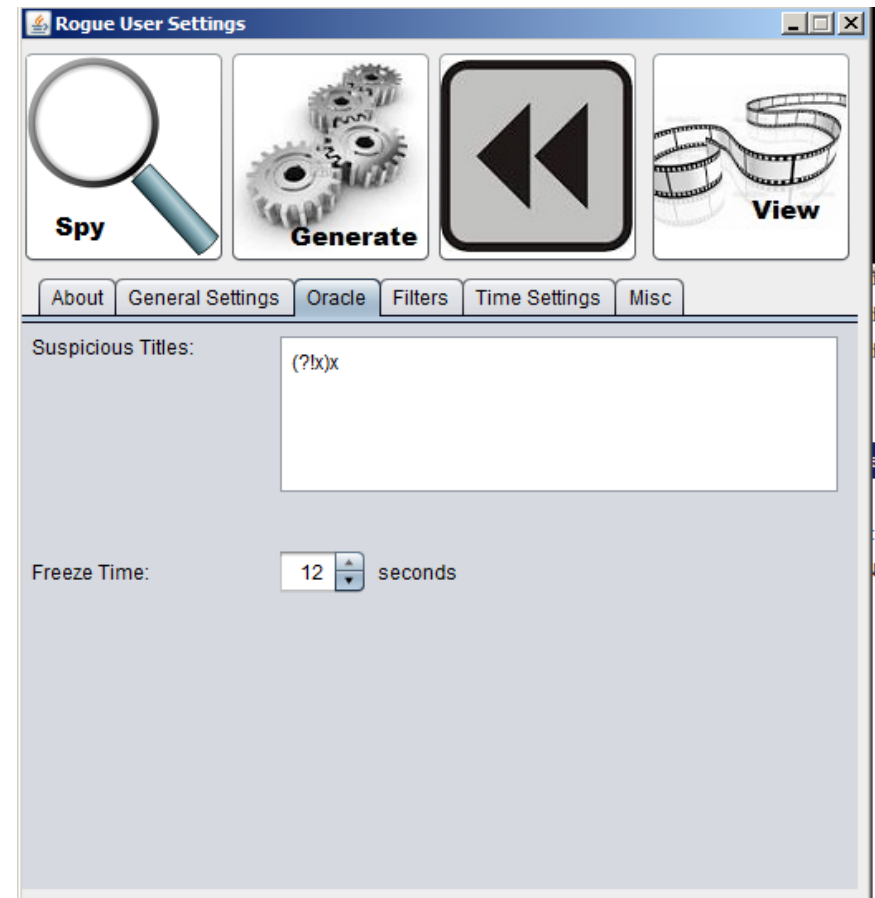 Rogue User Settings
Spy
Generate
View
About General Settings Oracle Filters Time Settings Misc
Suspicious Titles:
(?!x)x
Freeze Time:
12 seconds